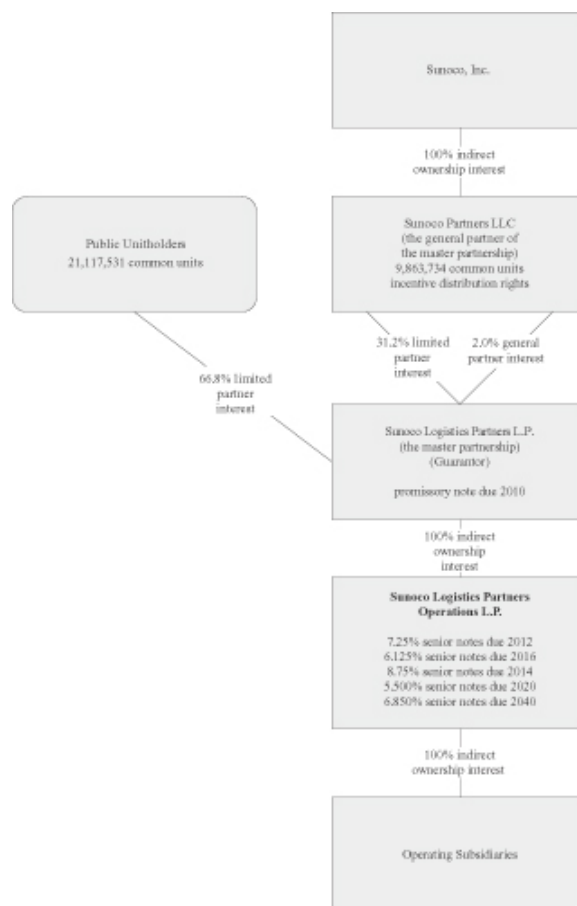 Sunoco, Inc.
100% indirect
ownership interest
Public Unitholders
21,117,531 common units
Sunoco Partners LLC
(the general partner of
the master partnership)
9,863,734 common units
incentive distribution rights
31.2% limited
partner
interest
2.0% general
partner interest
66.8% limited
partner
interest
Sunoco Logistics Partners L.P.
(the master partnership)
(Guarantor)
promissory note due 2010
100% indirect
ownership
interest
Sunoco Logistics Partners
Operations L.P.
7.25% senior notes due 2012
6.125% senior notes due 2016
8.75% senior notes due 2014
5.500% senior notes due 2020
6.850% senior notes due 2040
100% indirect
ownership interest
Operating Subsidiaries